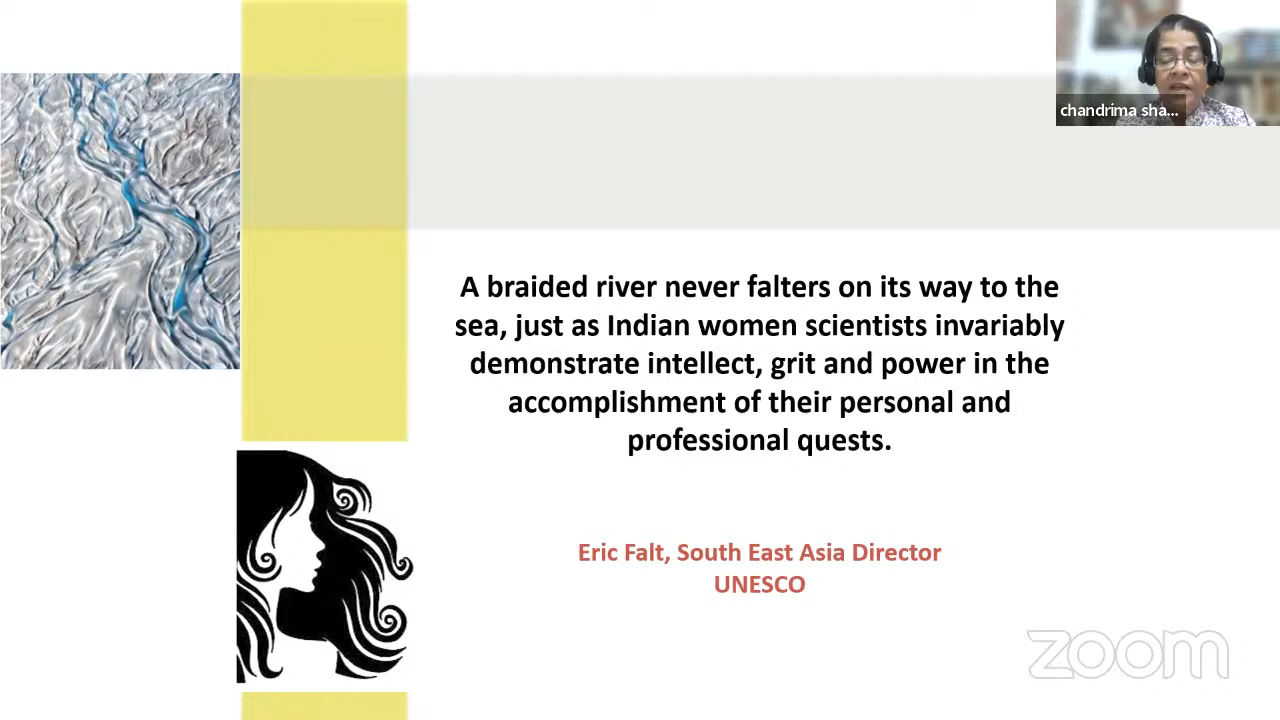 chandrima sha...
A braided river never falters on its way to the
sea, just as Indian women scientists invariably
demonstrate intellect, grit and power in the
accomplishment of their personal and
professional quests.
Eric Falt, South East Asia Director
UNESCO
zoom